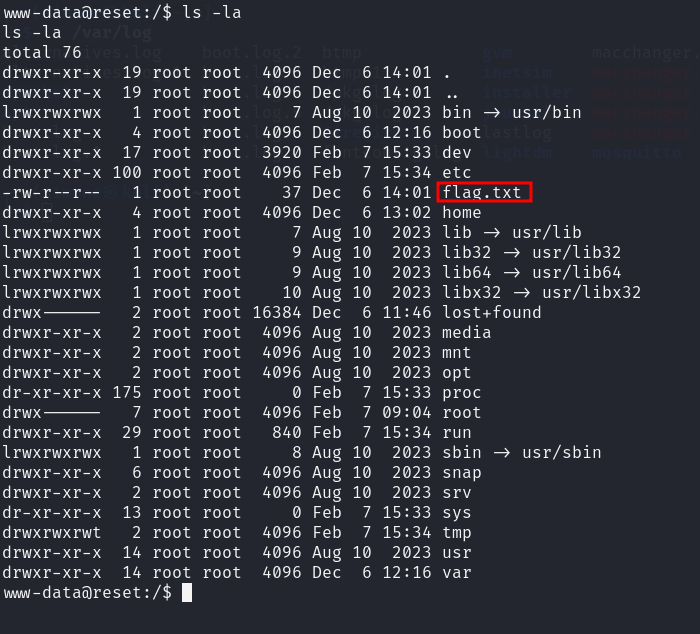 www-data@reset:/$ ls -la
ls -la /var/log
total 76
drwxr-xr-x  19 root root  4096 Dec  6 14:01 .
drwxr-xr-x  19 root root  4096 Dec  6 14:01 ..
lrwxrwxrwx   1 root root     7 Aug 10  2023 bin → usr/bin
drwxr-xr-x   4 root root  4096 Dec  6 12:16 boot
drwxr-xr-x  17 root root  3920 Feb  7 15:33 dev
drwxr-xr-x 100 root root  4096 Feb  7 15:34 etc
-rw-r--r--   1 root root    37 Dec  6 14:01 flag.txt
drwxr-xr-x   4 root root  4096 Dec  6 13:02 home
lrwxrwxrwx   1 root root     7 Aug 10  2023 lib → usr/lib
lrwxrwxrwx   1 root root     9 Aug 10  2023 lib32 → usr/lib32
lrwxrwxrwx   1 root root     9 Aug 10  2023 lib64 → usr/lib64
lrwxrwxrwx   1 root root    10 Aug 10  2023 libx32 → usr/libx32
drwx------   2 root root 16384 Dec  6 11:46 lost+found
drwxr-xr-x   2 root root  4096 Aug 10  2023 media
drwxr-xr-x   2 root root  4096 Aug 10  2023 mnt
drwxr-xr-x   2 root root  4096 Aug 10  2023 opt
dr-xr-xr-x 175 root root     0 Feb  7 15:33 proc
drwx------   7 root root  4096 Feb  7 09:04 root
drwxr-xr-x  29 root root   840 Feb  7 15:34 run
lrwxrwxrwx   1 root root     8 Aug 10  2023 sbin → usr/sbin
drwxr-xr-x   6 root root  4096 Dec  6 14:01 snap
drwxr-xr-x   2 root root  4096 Aug 10  2023 srv
dr-xr-xr-x  13 root root     0 Feb  7 15:33 sys
drwxrwxrwt   2 root root  4096 Feb  7 15:34 tmp
drwxr-xr-x  14 root root  4096 Aug 10  2023 usr
drwxr-xr-x  14 root root  4096 Dec  6 12:16 var
www-data@reset:/$